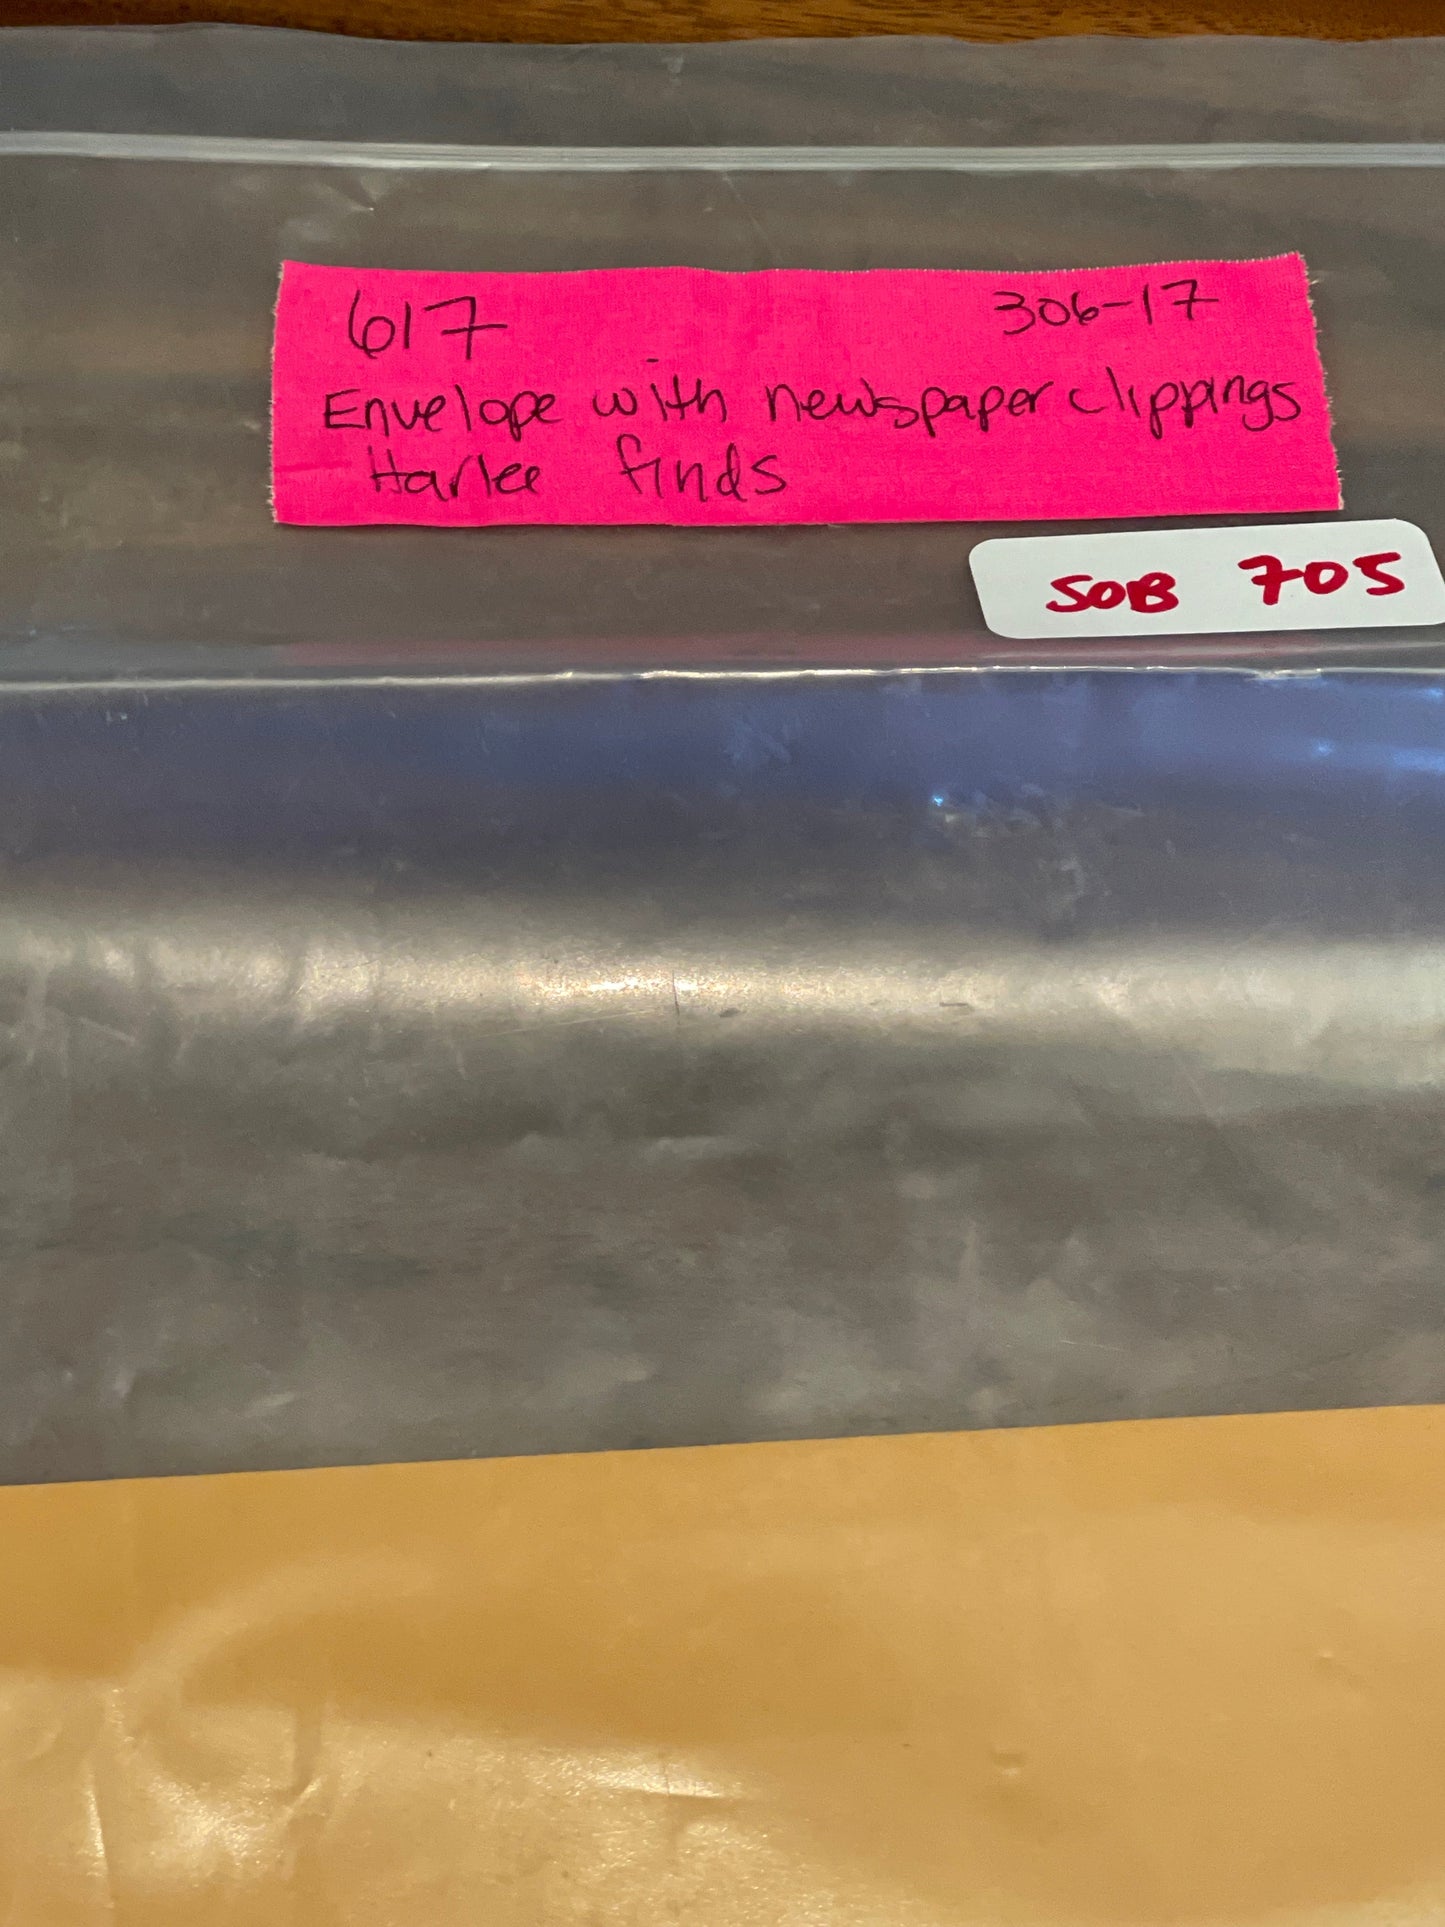 617 306-17
Envelope with newspaper clippings
Harlee finds
SOB 705